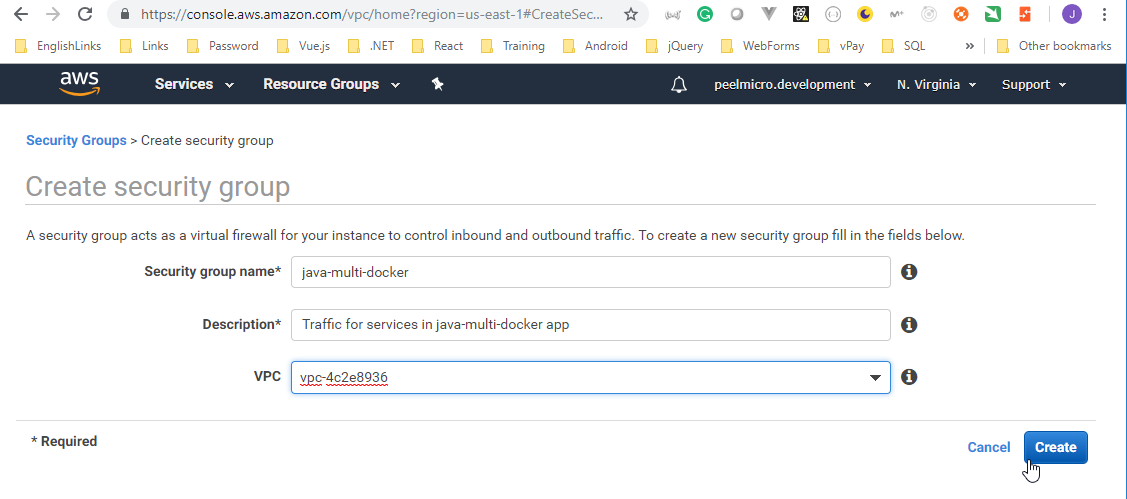 https://console.aws.amazon.com/vpc/home?region=us-east-1#CreateSec...
J
EnglishLinks Links Password Vue.js .NET React Training Android jQuery WebForms vPay SQL » Other bookmarks
aws Services Resource Groups peelmicro.development N. Virginia Support
Security Groups > Create security group
Create security group
A security group acts as a virtual firewall for your instance to control inbound and outbound traffic. To create a new security group fill in the fields below.
Security group name* java-multi-docker
Description* Traffic for services in java-multi-docker app
VPC vpc-4c2e8936
* Required
Cancel Create